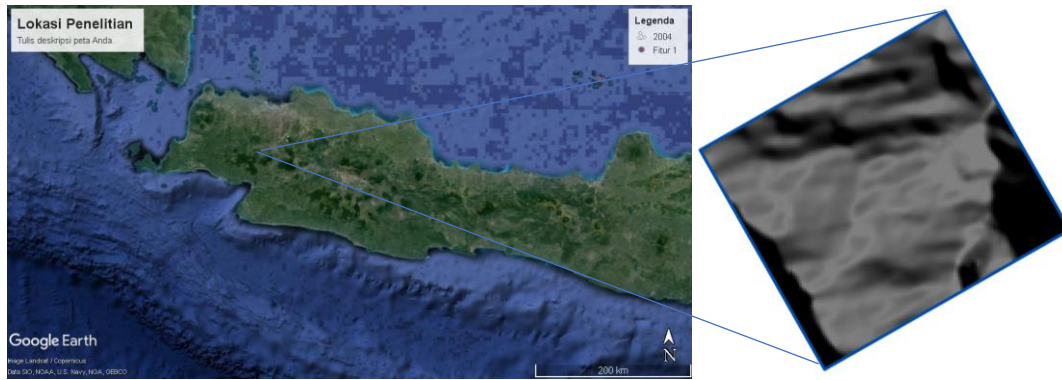 Lokasi Penelitian
Tulis deskripsi peta Anda.
Legenda
2004
Fitur 1
Google Earth
Image Landsat / Copernicus
Data SIO, NOAA, U.S. Navy, NGA, GEBCO
N
200 km